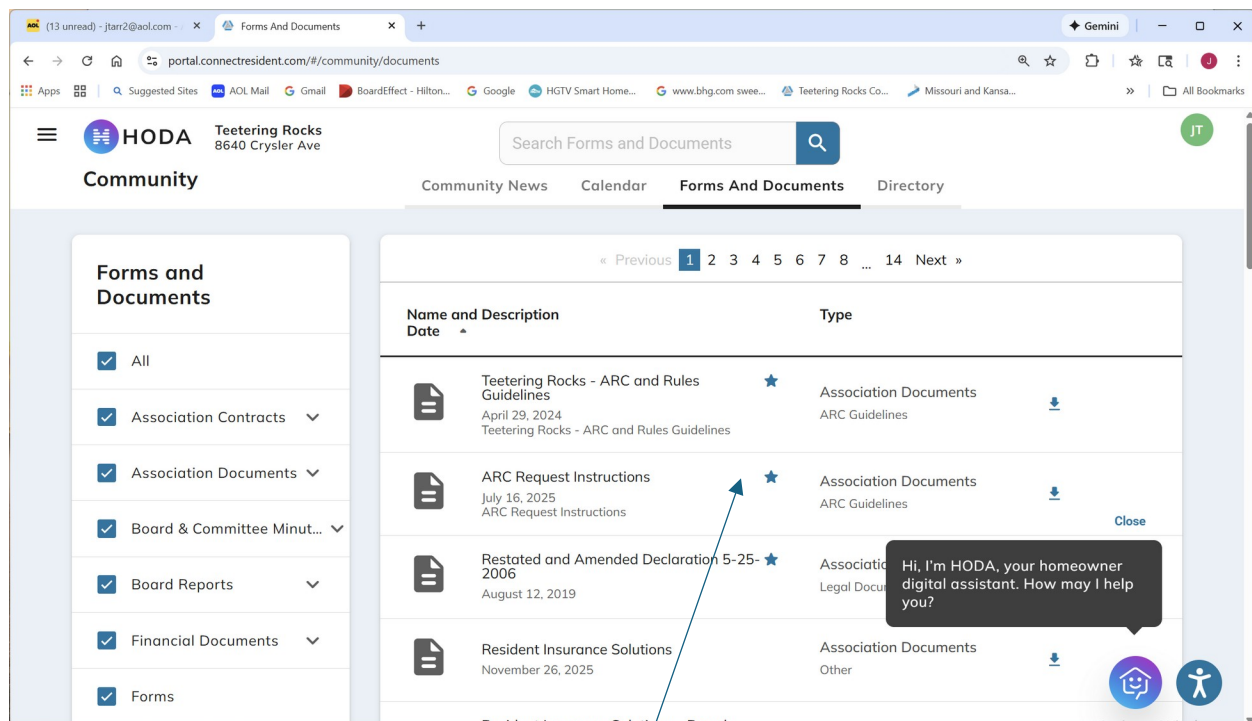 (13 unread) - jtarr2@aol.com -
Forms And Documents
Gemini
portal.connectresident.com/#/community/documents
J
Apps
Suggested Sites
AOL Mail
Gmail
BoardEffect - Hilton...
Google
HGTV Smart Home...
www.bhg.com swee...
Teetering Rocks Co...
Missouri and Kansa...
»
All Bookmarks
HODA
Teetering Rocks
8640 Crysler Ave
Search Forms and Documents
JT
Community
Community News
Calendar
Forms And Documents
Directory
Forms and
Documents
All
Association Contracts
Association Documents
Board & Committee Minut...
Board Reports
Financial Documents
Forms
« Previous 1 2 3 4 5 6 7 8 ... 14 Next »
Name and Description
Date
Type
Teetering Rocks - ARC and Rules
Guidelines
April 29, 2024
Teetering Rocks - ARC and Rules Guidelines
Association Documents
ARC Guidelines
ARC Request Instructions
July 16, 2025
ARC Request Instructions
Association Documents
ARC Guidelines
Close
Restated and Amended Declaration 5-25-
2006
August 12, 2019
Hi, I'm HODA, your homeowner
digital assistant. How may I help
you?
Resident Insurance Solutions
November 26, 2025
Association Documents
Other